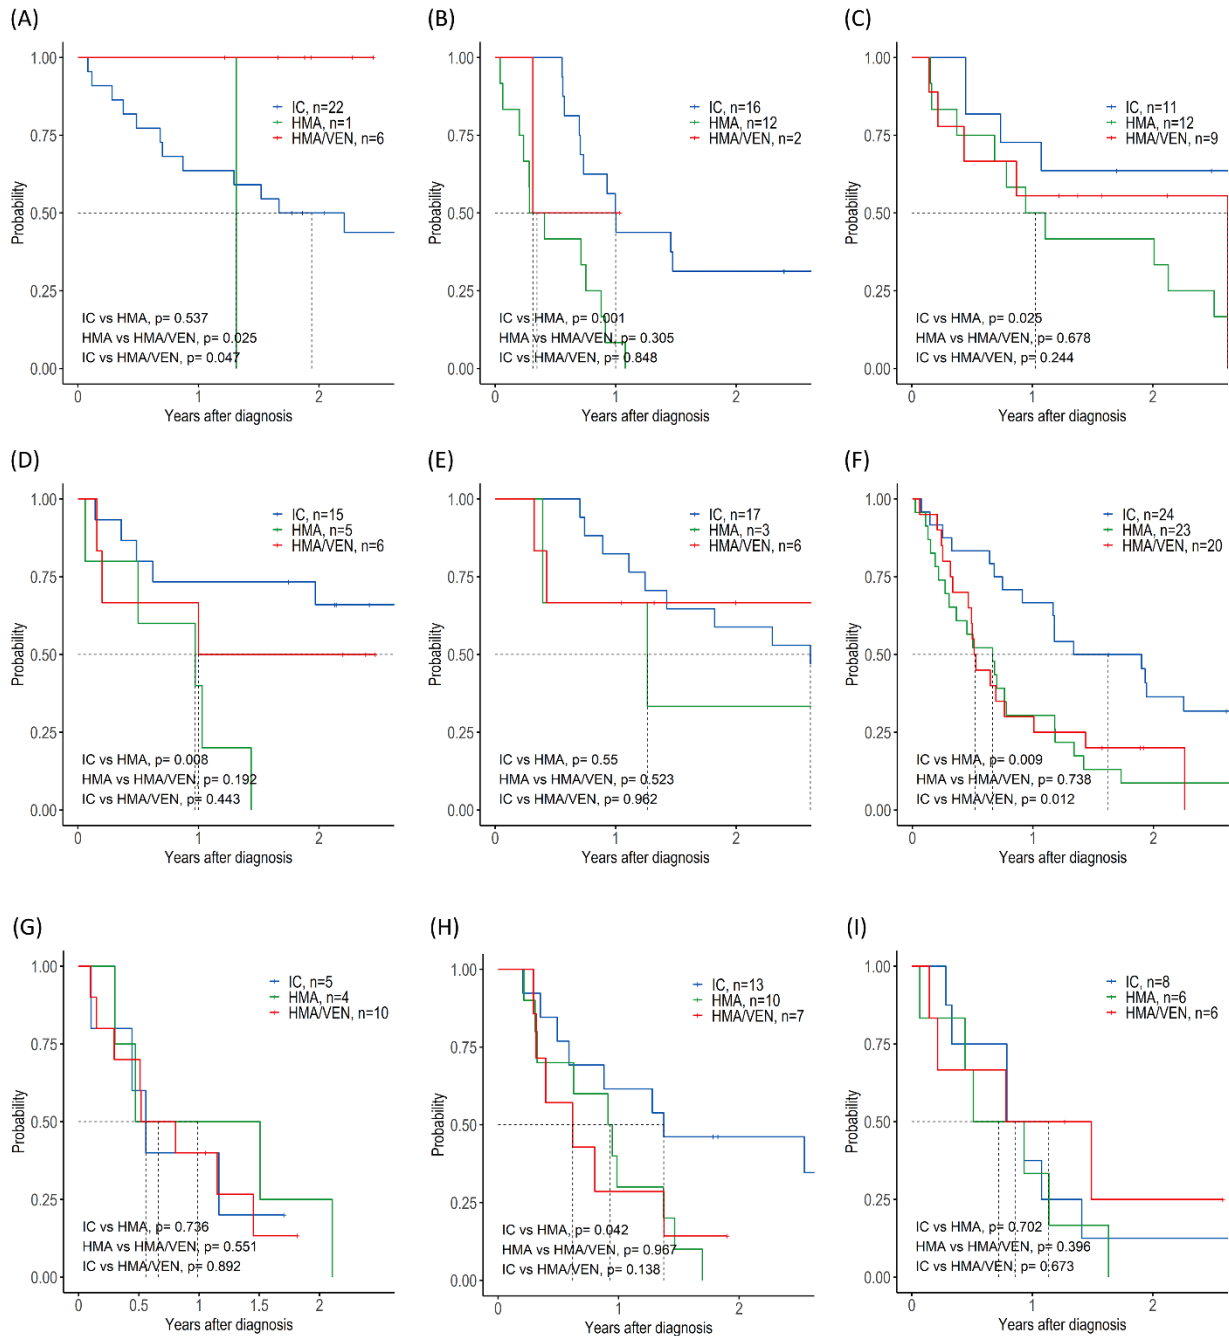 (A)
1.00
0.75
0.50
0.25
0.00
Probability
IC, n=22
HMA, n=1
HMA/VEN, n=6
IC vs HMA, p= 0.537
HMA vs HMA/VEN, p= 0.025
IC vs HMA/VEN, p= 0.047
0
1
2
Years after diagnosis
(B)
1.00
0.75
0.50
0.25
0.00
Probability
IC, n=16
HMA, n=12
HMA/VEN, n=2
IC vs HMA, p= 0.001
HMA vs HMA/VEN, p= 0.305
IC vs HMA/VEN, p= 0.848
0
1
2
Years after diagnosis
(C)
1.00
0.75
0.50
0.25
0.00
Probability
IC, n=11
HMA, n=12
HMA/VEN, n=9
IC vs HMA, p= 0.025
HMA vs HMA/VEN, p= 0.678
IC vs HMA/VEN, p= 0.244
0
1
2
Years after diagnosis
(D)
1.00
0.75
0.50
0.25
0.00
Probability
IC, n=15
HMA, n=5
HMA/VEN, n=6
IC vs HMA, p= 0.008
HMA vs HMA/VEN, p= 0.192
IC vs HMA/VEN, p= 0.443
0
1
2
Years after diagnosis
(E)
1.00
0.75
0.50
0.25
0.00
Probability
IC, n=17
HMA, n=3
HMA/VEN, n=6
IC vs HMA, p= 0.55
HMA vs HMA/VEN, p= 0.523
IC vs HMA/VEN, p= 0.962
0
1
2
Years after diagnosis
(F)
1.00
0.75
0.50
0.25
0.00
Probability
IC, n=24
HMA, n=23
HMA/VEN, n=20
IC vs HMA, p= 0.009
HMA vs HMA/VEN, p= 0.738
IC vs HMA/VEN, p= 0.012
0
1
2
Years after diagnosis
(G)
1.00
0.75
0.50
0.25
0.00
Probability
IC, n=5
HMA, n=4
HMA/VEN, n=10
IC vs HMA, p= 0.736
HMA vs HMA/VEN, p= 0.551
IC vs HMA/VEN, p= 0.892
0
0.5
1
1.5
2
Years after diagnosis
(H)
1.00
0.75
0.50
0.25
0.00
Probability
IC, n=13
HMA, n=10
HMA/VEN, n=7
IC vs HMA, p= 0.042
HMA vs HMA/VEN, p= 0.967
IC vs HMA/VEN, p= 0.138
0
1
2
Years after diagnosis
(I)
1.00
0.75
0.50
0.25
0.00
Probability
IC, n=8
HMA, n=6
HMA/VEN, n=6
IC vs HMA, p= 0.702
HMA vs HMA/VEN, p= 0.396
IC vs HMA/VEN, p= 0.673
0
1
2
Years after diagnosis